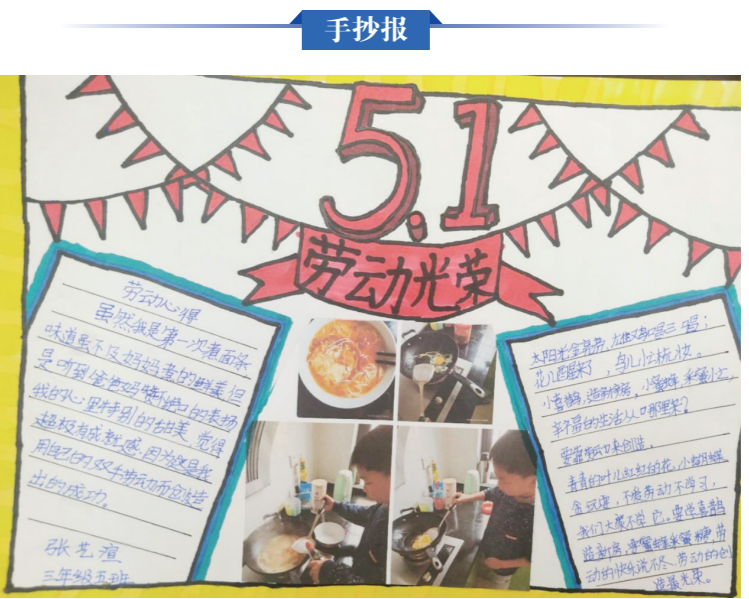 手抄报
5.1
劳动光荣
劳动心得
虽然我是第一次煮面条
味道虽不及妈妈煮的鲜美,但
是听到爸爸妈妈赞不绝口的表扬
我的心里特别的甜美,觉得
超级有成就感,因为这是我
用自己的双手劳动而创造
出的成功。
张艺渲
三年级五班
太阳光金亮亮,雄鸡唱三唱;
花儿醒来了,鸟儿忙梳妆。
小喜鹊,造新房,小蜜蜂,采蜜忙
幸福的生活从哪里来?
要靠劳动来创造。
青青的叶儿红红的花,小蝴蝶
贪玩耍,不爱劳动不学习,
我们大家不学它。要学喜鹊
造新房,学蜜蜂采蜜糖,劳
动的快乐说不尽,劳动的创
造最光荣。